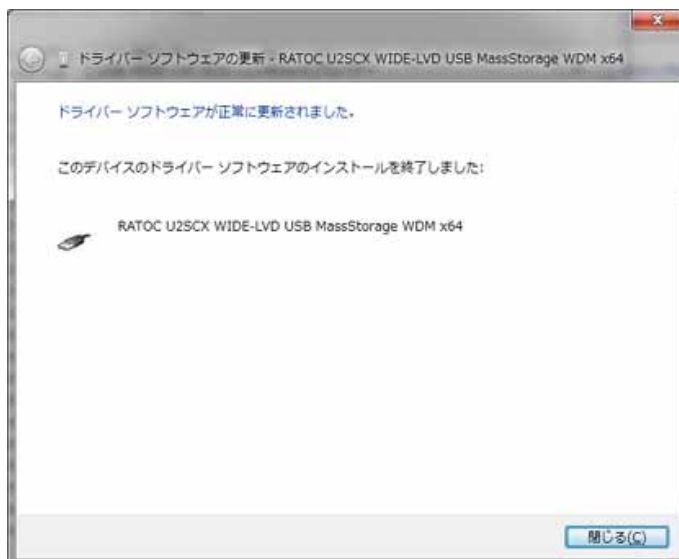 ドライバー ソフトウェアの更新 - RATOC U2SCX WIDE-LVD USB MassStorage WDM x64
ドライバー ソフトウェアが正常に更新されました。
このデバイスのドライバー ソフトウェアのインストールを終了しました:
RATOC U2SCX WIDE-LVD USB MassStorage WDM x64
閉じる(C)